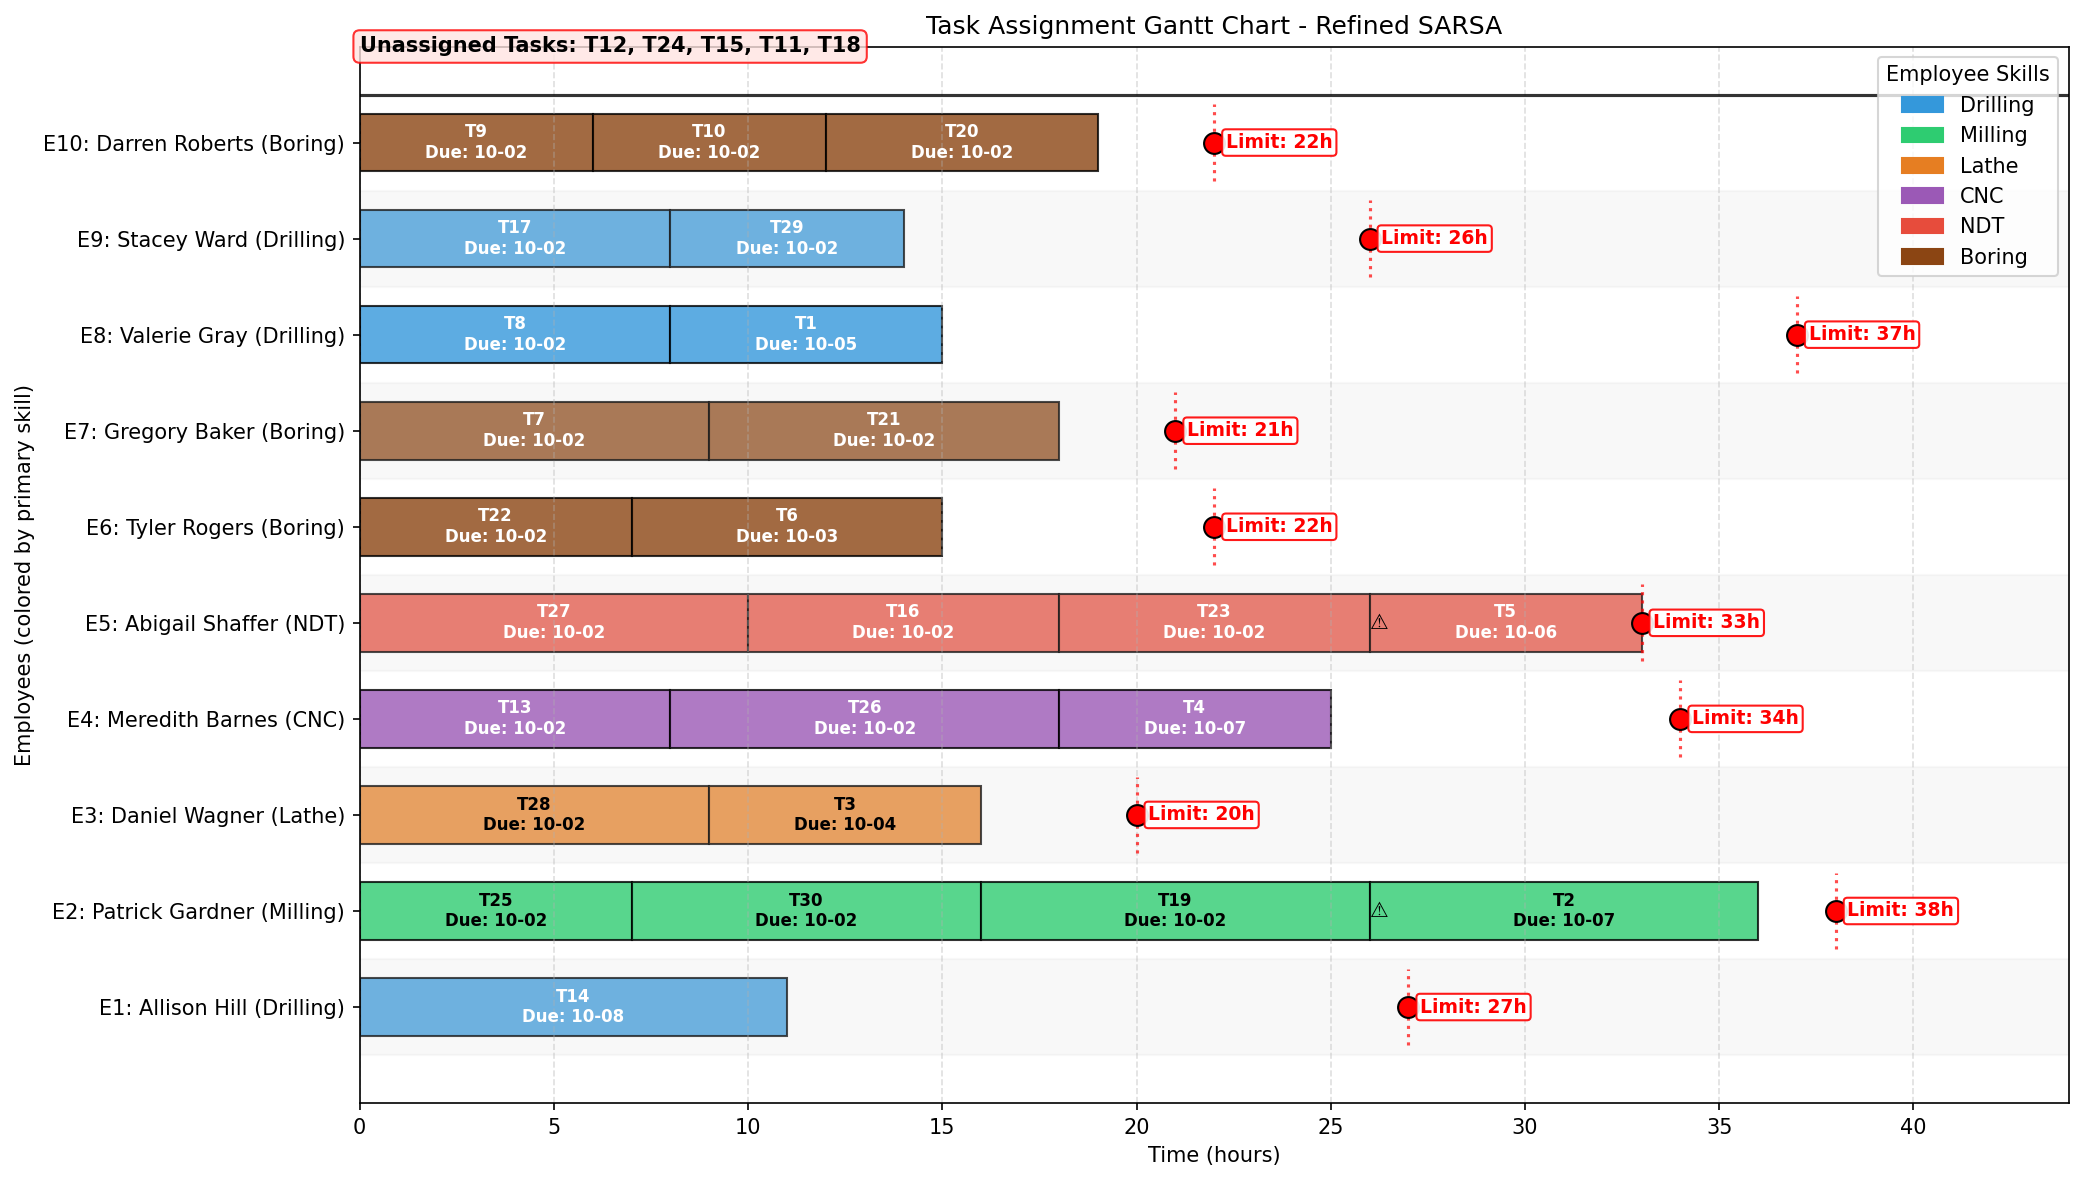 Task Assignment Gantt Chart - Refined SARSA
Unassigned Tasks: T12, T24, T15, T11, T18
Employee Skills
Drilling
Milling
Lathe
CNC
NDT
Boring
E10: Darren Roberts (Boring)
T9
Due: 10-02
T10
Due: 10-02
T20
Due: 10-02
Limit: 22h
E9: Stacey Ward (Drilling)
T17
Due: 10-02
T29
Due: 10-02
Limit: 26h
E8: Valerie Gray (Drilling)
T8
Due: 10-02
T1
Due: 10-05
Limit: 37h
E7: Gregory Baker (Boring)
T7
Due: 10-02
T21
Due: 10-02
Limit: 21h
E6: Tyler Rogers (Boring)
T22
Due: 10-02
T6
Due: 10-03
Limit: 22h
E5: Abigail Shaffer (NDT)
T27
Due: 10-02
T16
Due: 10-02
T23
Due: 10-02
⚠
T5
Due: 10-06
Limit: 33h
E4: Meredith Barnes (CNC)
T13
Due: 10-02
T26
Due: 10-02
T4
Due: 10-07
Limit: 34h
E3: Daniel Wagner (Lathe)
T28
Due: 10-02
T3
Due: 10-04
Limit: 20h
E2: Patrick Gardner (Milling)
T25
Due: 10-02
T30
Due: 10-02
T19
Due: 10-02
⚠
T2
Due: 10-07
Limit: 38h
E1: Allison Hill (Drilling)
T14
Due: 10-08
Limit: 27h
Employees (colored by primary skill)
0 5 10 15 20 25 30 35 40
Time (hours)